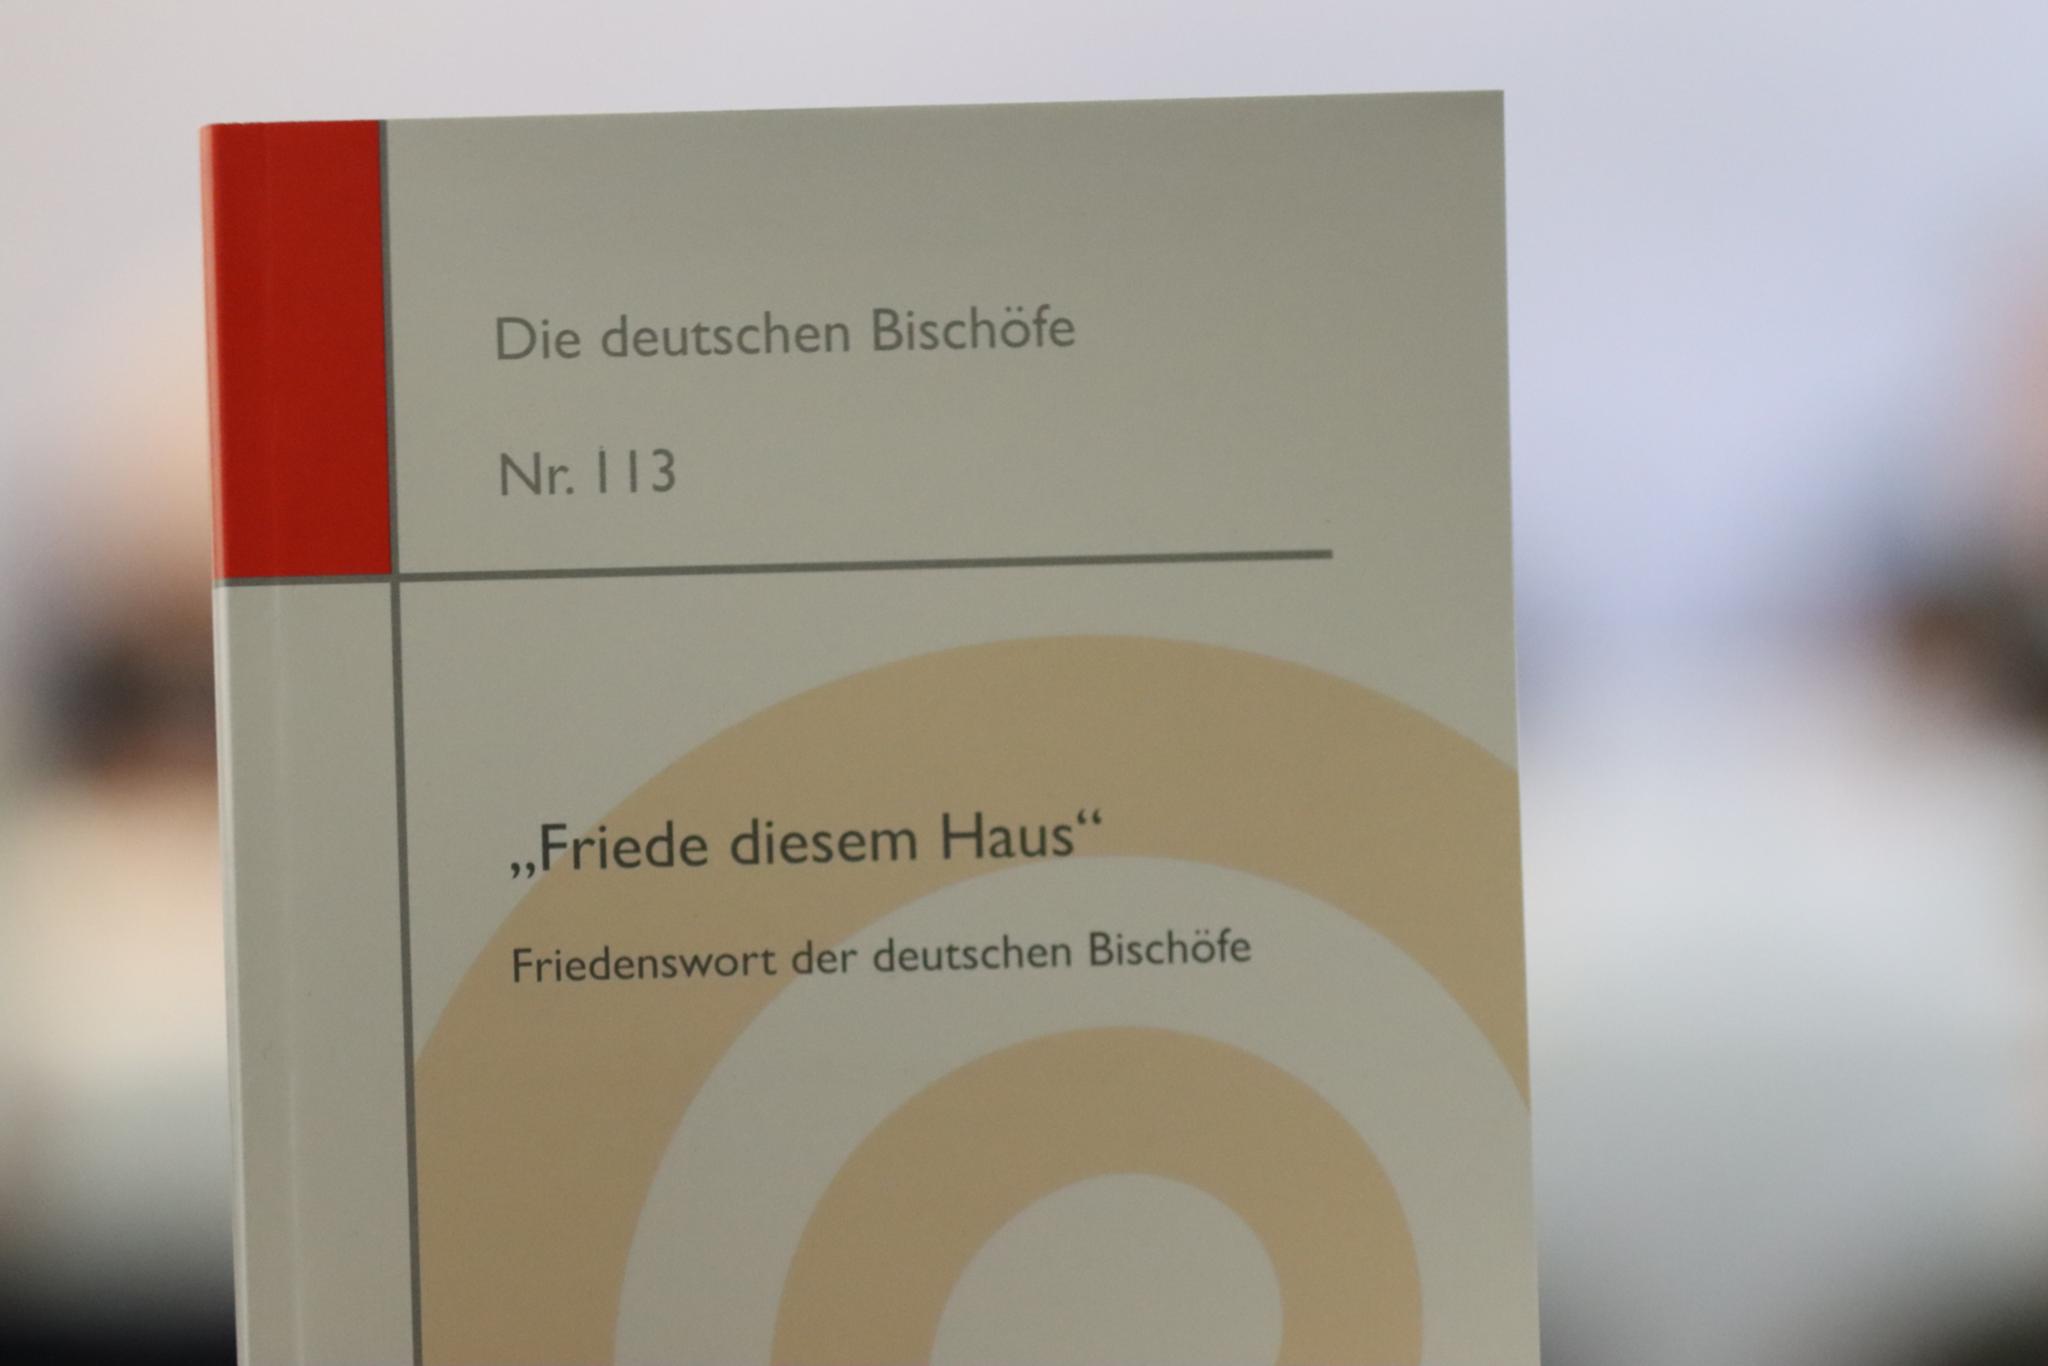 Die deutschen Bischöfe
Nr. 113
„Friede diesem Haus“
Friedenswort der deutschen Bischöfe